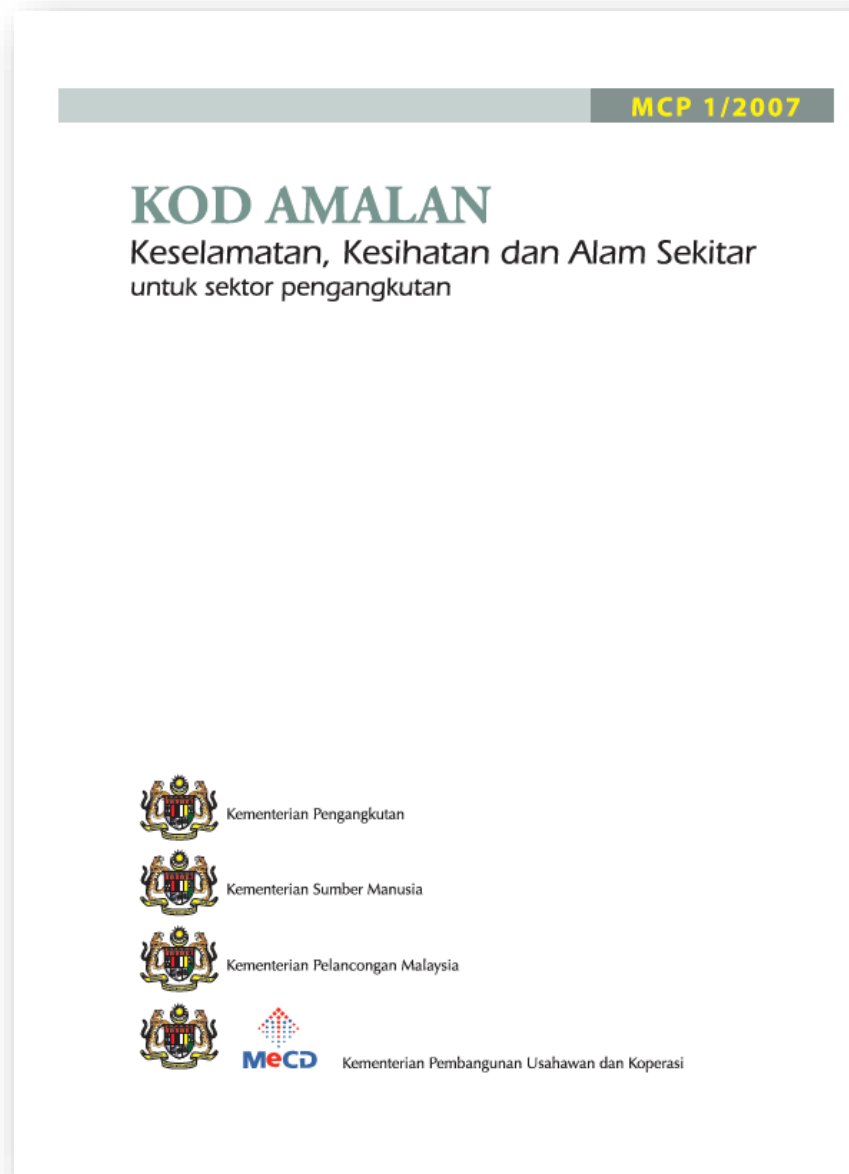 MCP 1/2007
KOD AMALAN
Keselamatan, Kesihatan dan Alam Sekitar
untuk sektor pengangkutan
Kementerian Pengangkutan
Kementerian Sumber Manusia
Kementerian Pelancongan Malaysia
MeCD
Kementerian Pembangunan Usahawan dan Koperasi